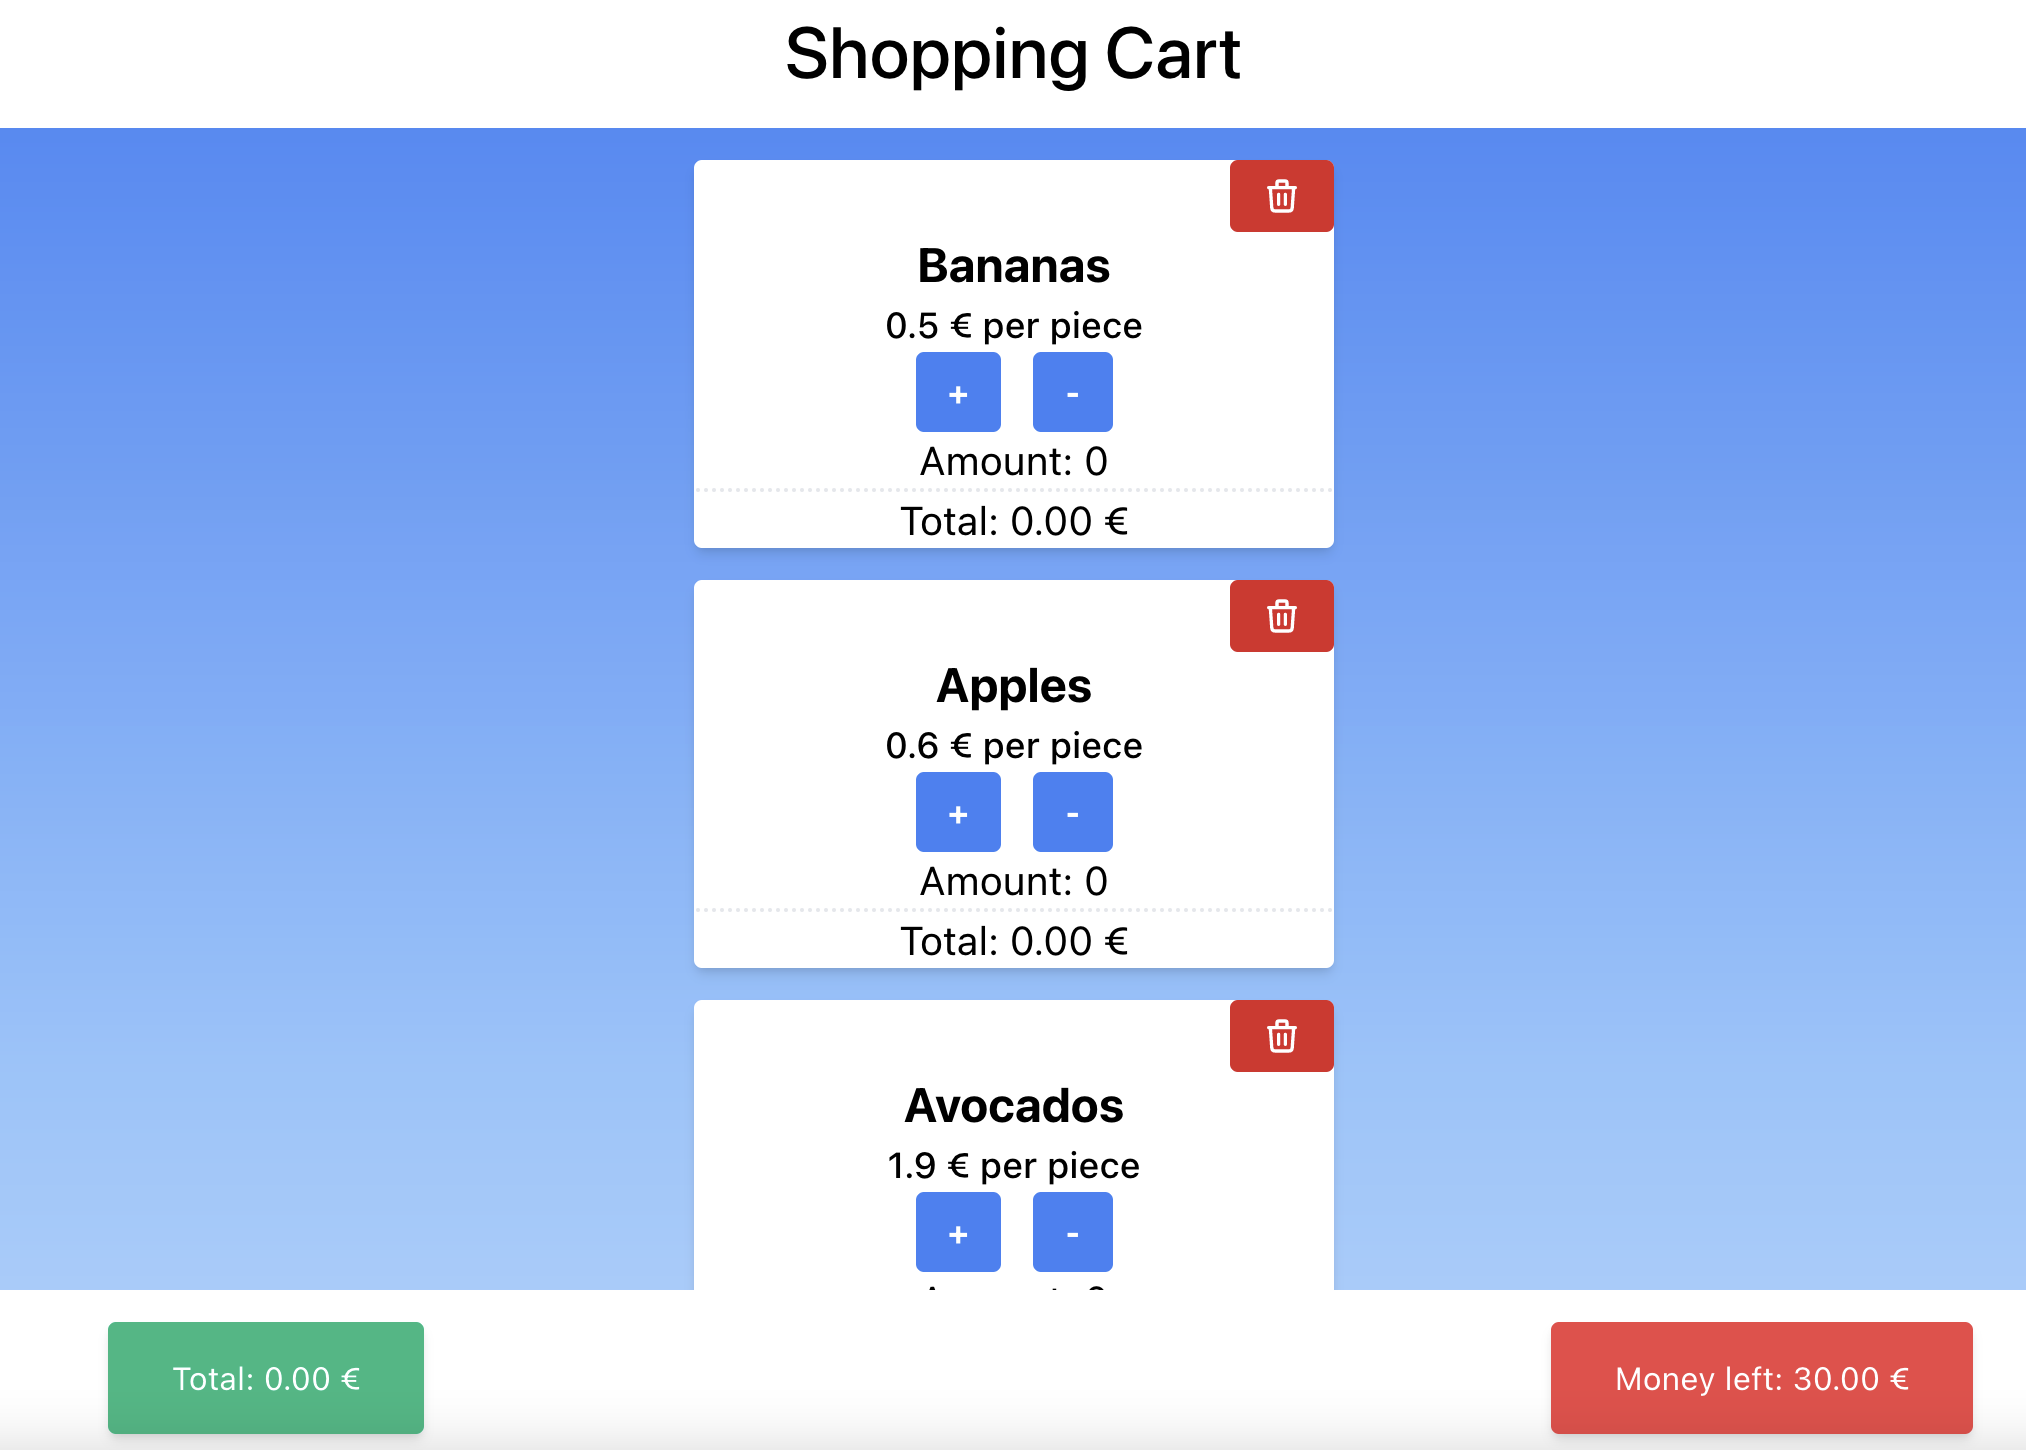 Shopping Cart
Bananas
0.5 € per piece
+ -
Amount: 0
Total: 0.00 €
Apples
0.6 € per piece
+ -
Amount: 0
Total: 0.00 €
Avocados
1.9 € per piece
+ -
Total: 0.00 €
Money left: 30.00 €